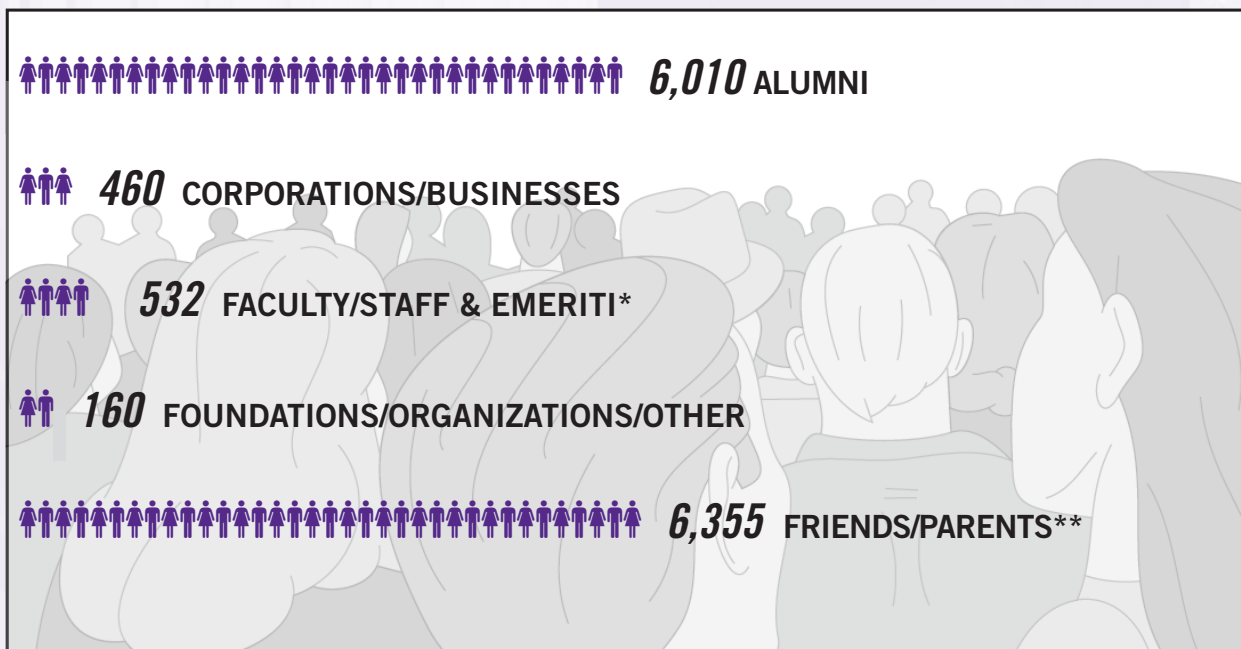 6,010 ALUMNI
460 CORPORATIONS/BUSINESSES
532 FACULTY/STAFF & EMERITI*
160 FOUNDATIONS/ORGANIZATIONS/OTHER
6,355 FRIENDS/PARENTS**